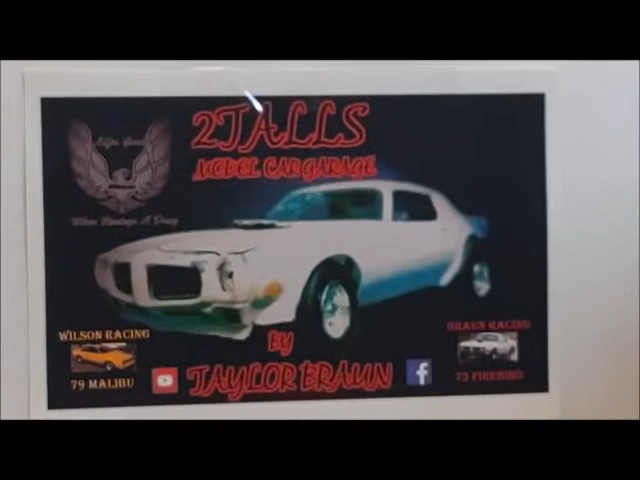 2TALLS
MODEL CAR GARAGE
WILSON RACING
79 MALIBU
BY
TAYLOR BRAUN
BRAUN RACING
73 FIREBIRD